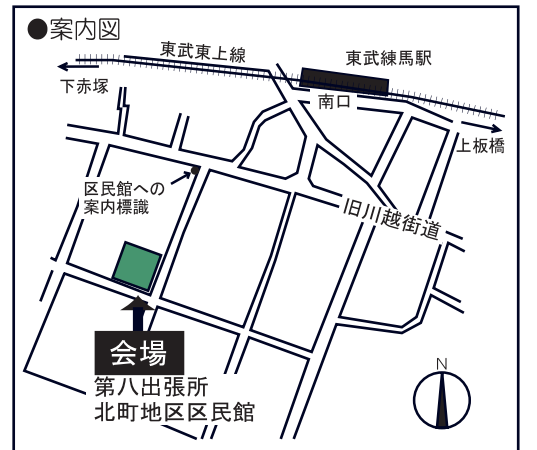 ●案内図
東武東上線
東武練馬駅
下赤塚
南口
上板橋
区民館への
案内標識
旧川越街道
会場
第八出張所
北町地区区民館
N